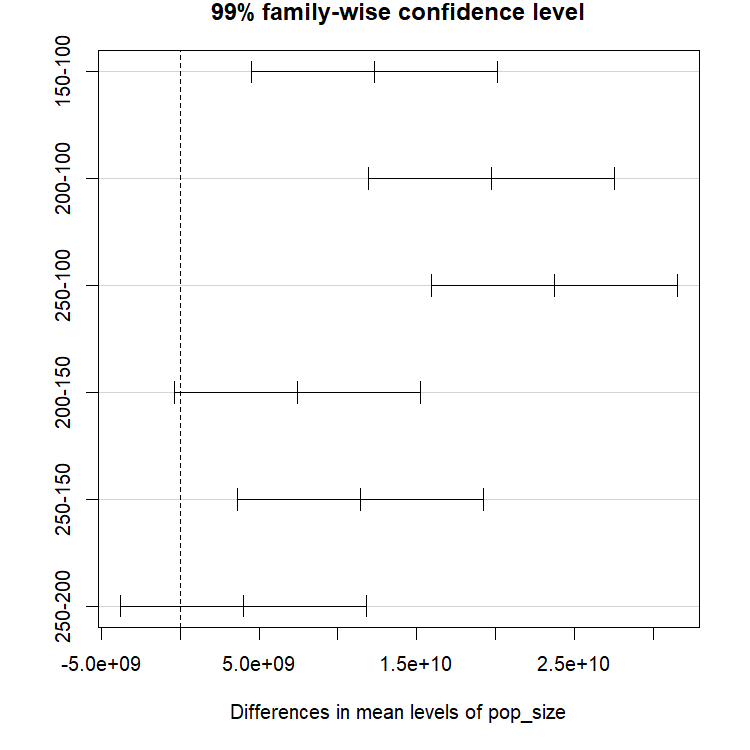 99% family-wise confidence level
150-100
200-100
250-100
200-150
250-150
250-200
-5.0e+09 5.0e+09 1.5e+10 2.5e+10
Differences in mean levels of pop_size